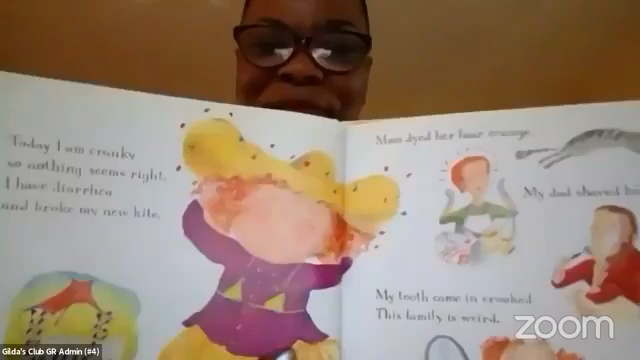 Today I am cranky
so nothing seems right.
I have diarrhea
and broke my new kite.
Mom dyed her hair orange.
My dad shaved
My tooth came in crooked
This family is weird.
Gilda's Club GR Admin (#4)
zoom